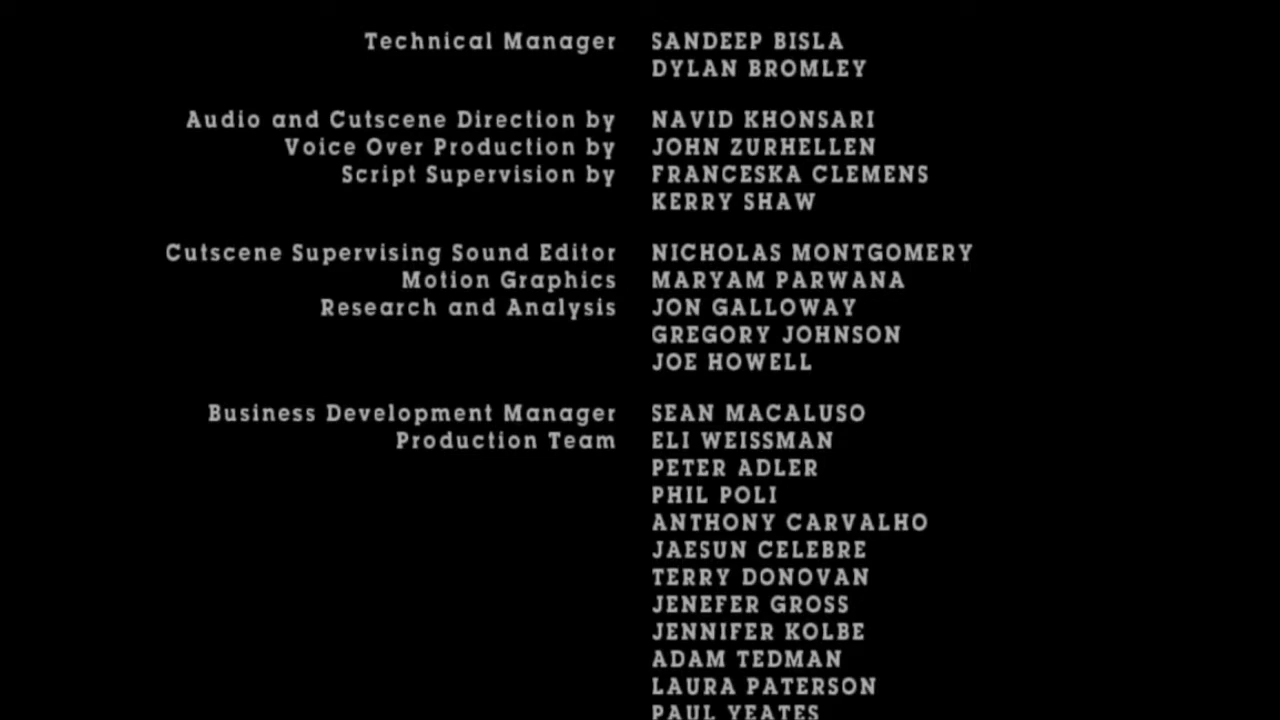 Technical Manager SANDEEP BISLA
DYLAN BROMLEY
Audio and Cutscene Direction by NAVID KHONSARI
Voice Over Production by JOHN ZURHELLEN
Script Supervision by FRANCESKA CLEMENS
KERRY SHAW
Cutscene Supervising Sound Editor NICHOLAS MONTGOMERY
Motion Graphics MARYAM PARWANA
Research and Analysis JON GALLOWAY
GREGORY JOHNSON
JOE HOWELL
Business Development Manager SEAN MACALUSO
Production Team ELI WEISSMAN
PETER ADLER
PHIL POLI
ANTHONY CARVALHO
JAESUN CELEBRE
TERRY DONOVAN
JENEFER GROSS
JENNIFER KOLBE
ADAM TEDMAN
LAURA PATERSON
PAUL YEATES